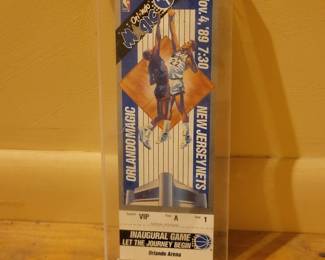 Orlando
Magic
Nov. 4, '89 7:30
ORLANDO MAGIC
NEW JERSEY NETS
VIP A 1
INAUGURAL GAME
LET THE JOURNEY BEGIN
Orlando Arena